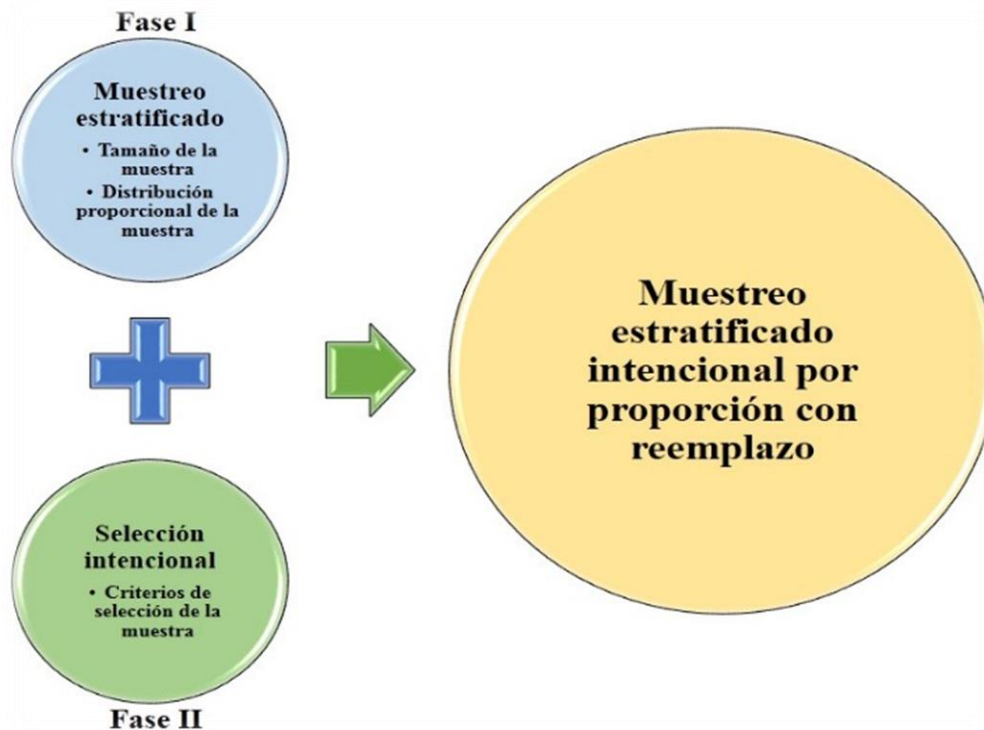 Fase I
Muestreo
estratificado
• Tamaño de la
muestra
• Distribución
proporcional de la
muestra
Selección
intencional
• Criterios de
selección de la
muestra
Fase II
Muestreo
estratificado
intencional por
proporción con
reemplazo